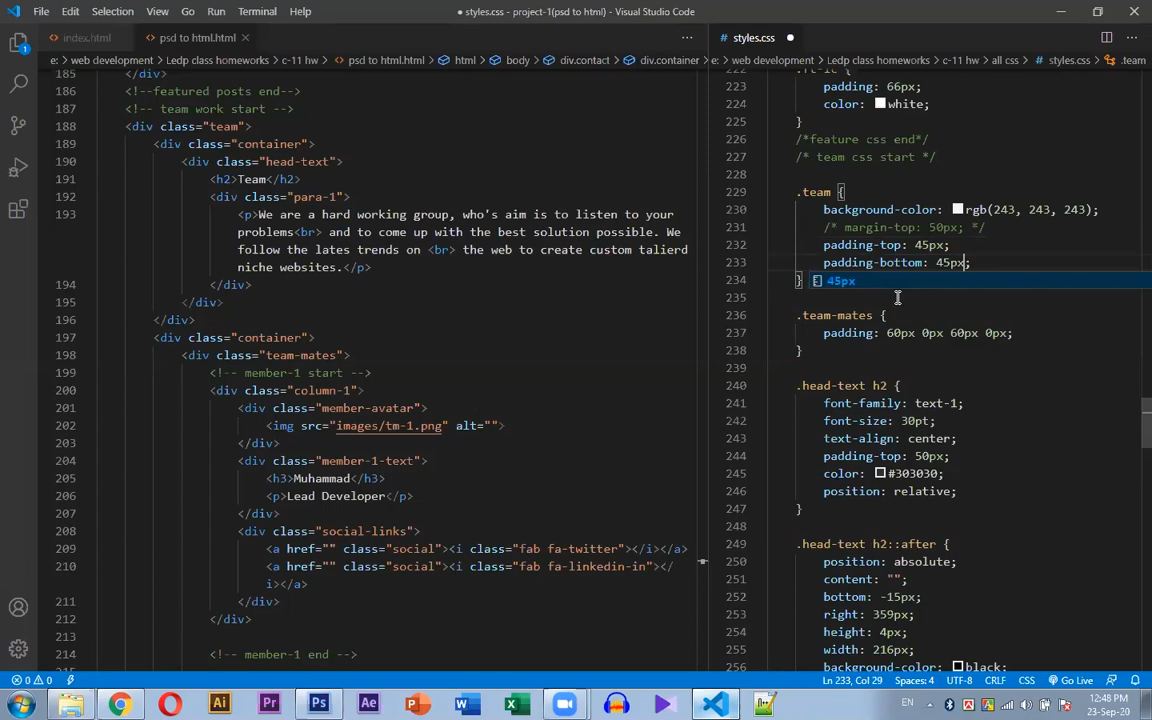 File Edit Selection View Go Run Terminal Help
● styles.css - project-1(psd to html) - Visual Studio Code
index.html
psd to html.html
styles.css
e: > web development > Ledp class homeworks > c-11 hw > psd to html.html > html > body > div.contact > div.container
e: > web development > Ledp class homeworks > c-11 hw > all css > styles.css > .team
185 </div>
186 <!--featured posts end-->
187 <!-- team work start -->
188 <div class="team">
189 <div class="container">
190 <div class="head-text">
191 <h2>Team</h2>
192 <div class="para-1">
193 <p>We are a hard working group, who's aim is to listen to your
problems<br> and to come up with the best solution possible. We
follow the lates trends on <br> the web to create custom talierd
niche websites.</p>
194 </div>
195 </div>
196 </div>
197 <div class="container">
198 <div class="team-mates">
199 <!-- member-1 start -->
200 <div class="column-1">
201 <div class="member-avatar">
202 <img src="images/tm-1.png" alt="">
203 </div>
204 <div class="member-1-text">
205 <h3>Muhammad</h3>
206 <p>Lead Developer</p>
207 </div>
208 <div class="social-links">
209 <a href="" class="social"><i class="fab fa-twitter"></i></a>
210 <a href="" class="social"><i class="fab fa-linkedin-in"></
i></a>
211 </div>
212 </div>
213
214 <!-- member-1 end -->
222 .ft-it {
223 padding: 66px;
224 color: white;
225 }
226 /*feature css end*/
227 /* team css start */
228
229 .team {
230 background-color: rgb(243, 243, 243);
231 /* margin-top: 50px; */
232 padding-top: 45px;
233 padding-bottom: 45px;
234 }
45px
235
236 .team-mates {
237 padding: 60px 0px 60px 0px;
238 }
239
240 .head-text h2 {
241 font-family: text-1;
242 font-size: 30pt;
243 text-align: center;
244 padding-top: 50px;
245 color: #303030;
246 position: relative;
247 }
248
249 .head-text h2::after {
250 position: absolute;
251 content: "";
252 bottom: -15px;
253 right: 359px;
254 height: 4px;
255 width: 216px;
256 background-color: black;
0 0
Ln 233, Col 29 Spaces: 4 UTF-8 CRLF CSS Go Live
Ai Pr Ps Ae
EN
12:48 PM
23-Sep-20